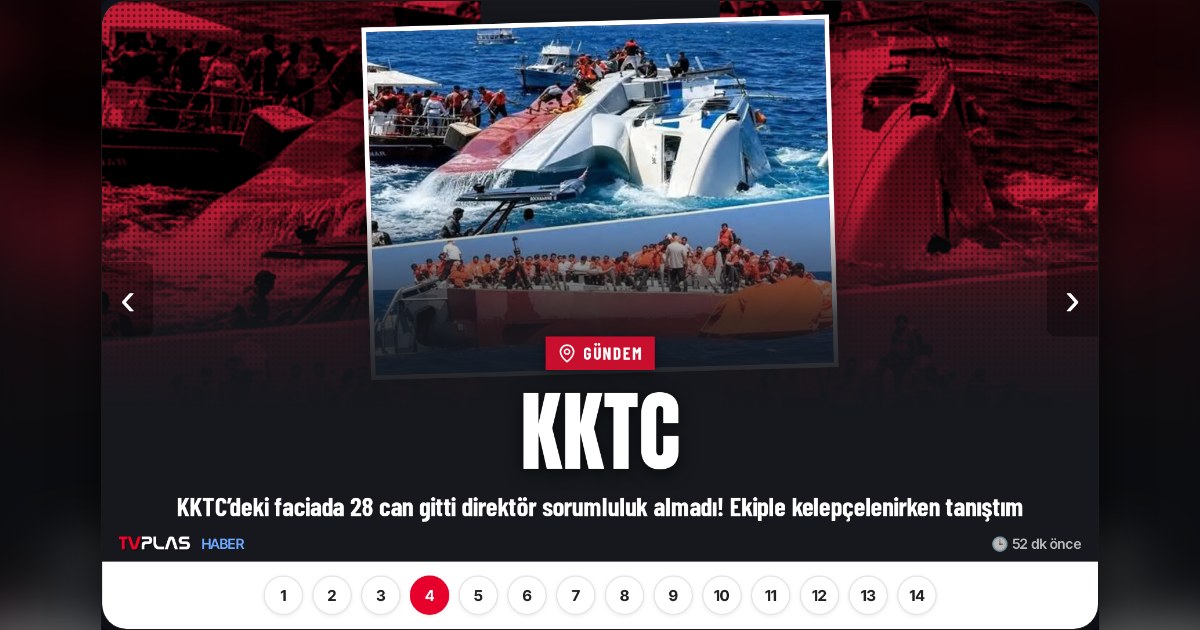 GÜNDEM
KKTC
KKTC'deki faciada 28 can gitti direktör sorumluluk almadı! Ekiple kelepçelenirken tanıştım
TVPLAS HABER
52 dk önce
1 2 3 4 5 6 7 8 9 10 11 12 13 14